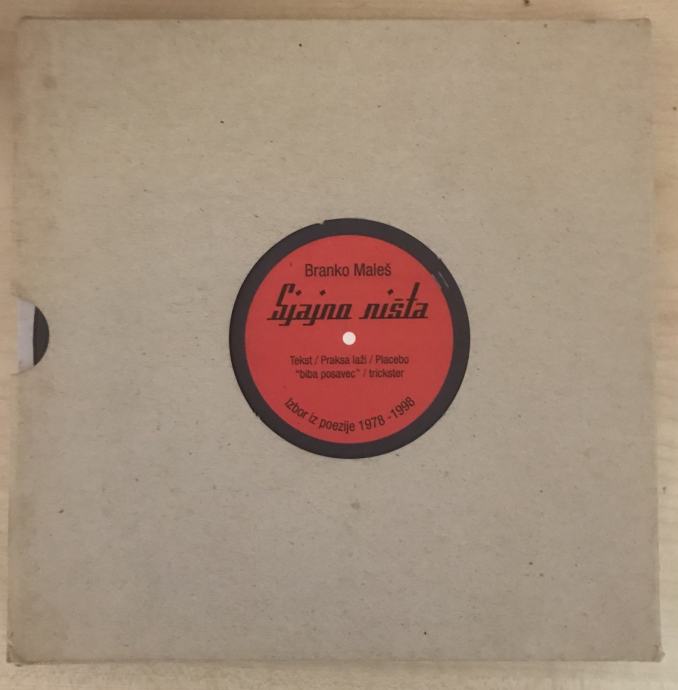 Branko Maleš
Sjajno ništa
Tekst / Praksa laži / Placebo
"biba posavec" / trickster
Izbor iz poezije 1978 -1998